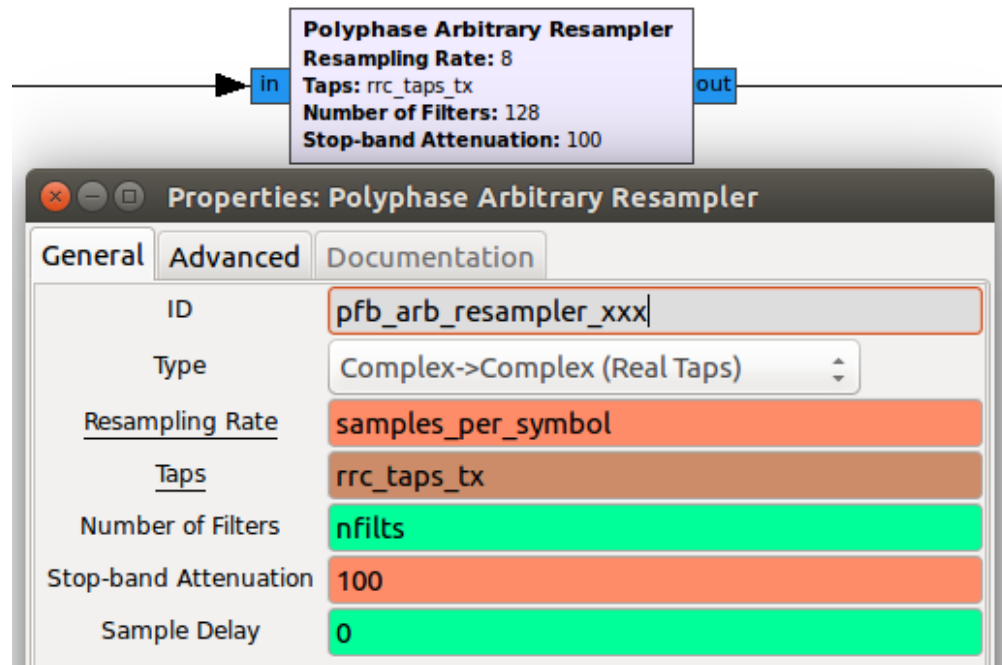 Polyphase Arbitrary Resampler
Resampling Rate: 8
in
Taps: rrc_taps_tx
out
Number of Filters: 128
Stop-band Attenuation: 100
Properties: Polyphase Arbitrary Resampler
General Advanced Documentation
ID pfb_arb_resampler_xxx
Type Complex->Complex (Real Taps)
Resampling Rate samples_per_symbol
Taps rrc_taps_tx
Number of Filters nfilts
Stop-band Attenuation 100
Sample Delay 0